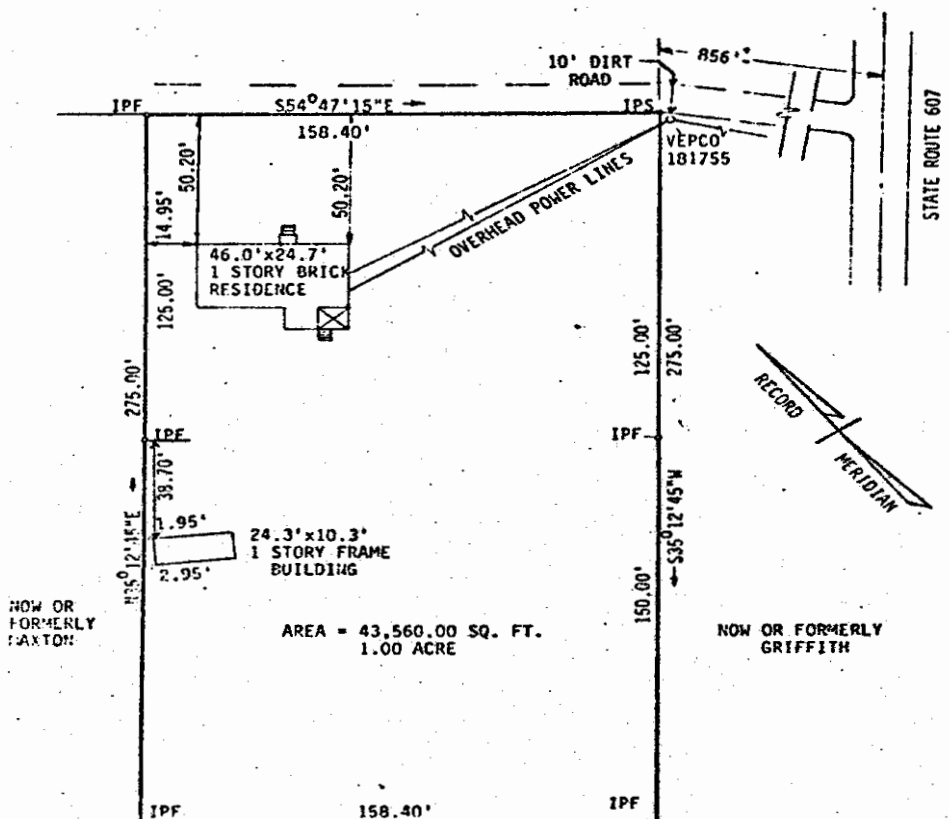 10' DIRT
ROAD
856'±
IPF
S54°47'15"E
IPS
158.40'
VEPCO
181755
STATE ROUTE 607
50.20'
50.20'
14.95'
OVERHEAD POWER LINES
46.0'x24.7'
1 STORY BRICK
RESIDENCE
125.00'
275.00'
125.00'
275.00'
RECORD
MERIDIAN
IPF
IPF
1.95'
24.3'x10.3'
1 STORY FRAME
BUILDING
2.95'
N35°12'45"E
S35°12'45"W
150.00'
NOW OR
FORMERLY
AREA = 43,560.00 SQ. FT.
1.00 ACRE
NOW OR FORMERLY
GRIFFITH
IPF
158.40'
IPF